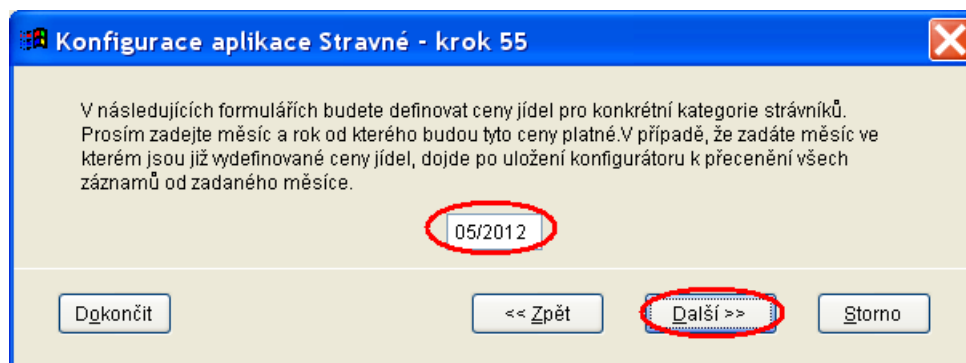 Konfigurace aplikace Stravné - krok 55
V následujících formulářích budete definovat ceny jídel pro konkrétní kategorie strávníků.
Prosím zadejte měsíc a rok od kterého budou tyto ceny platné.V případě, že zadáte měsíc ve
kterém jsou již vydefinované ceny jídel, dojde po uložení konfigurátoru k přecenění všech
záznamů od zadaného měsíce.
05/2012
Dokončit
<< Zpět
Další >>
Storno